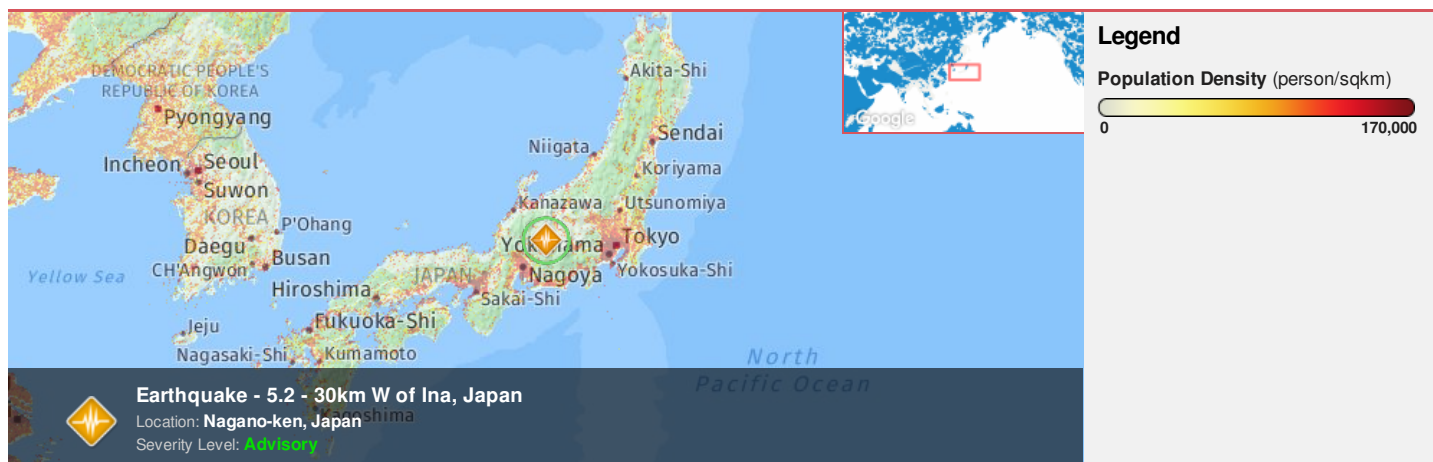 DEMOCRATIC PEOPLE'S
REPUBLIC OF KOREA
Pyongyang
Incheon
Seoul
Suwon
KOREA
P'Ohang
Daegu
CH'Angwon
Busan
Yellow Sea
Hiroshima
JAPAN
Jeju
Fukuoka-Shi
Nagasaki-Shi
Kumamoto
Kagoshima
Akita-Shi
Sendai
Niigata
Koriyama
Kanazawa
Utsunomiya
Yokohama
Tokyo
Nagoya
Yokosuka-Shi
Sakai-Shi
North
Pacific Ocean
Google
Earthquake - 5.2 - 30km W of Ina, Japan
Location: Nagano-ken, Japan
Severity Level: Advisory
Legend
Population Density (person/sqkm)
0 170,000